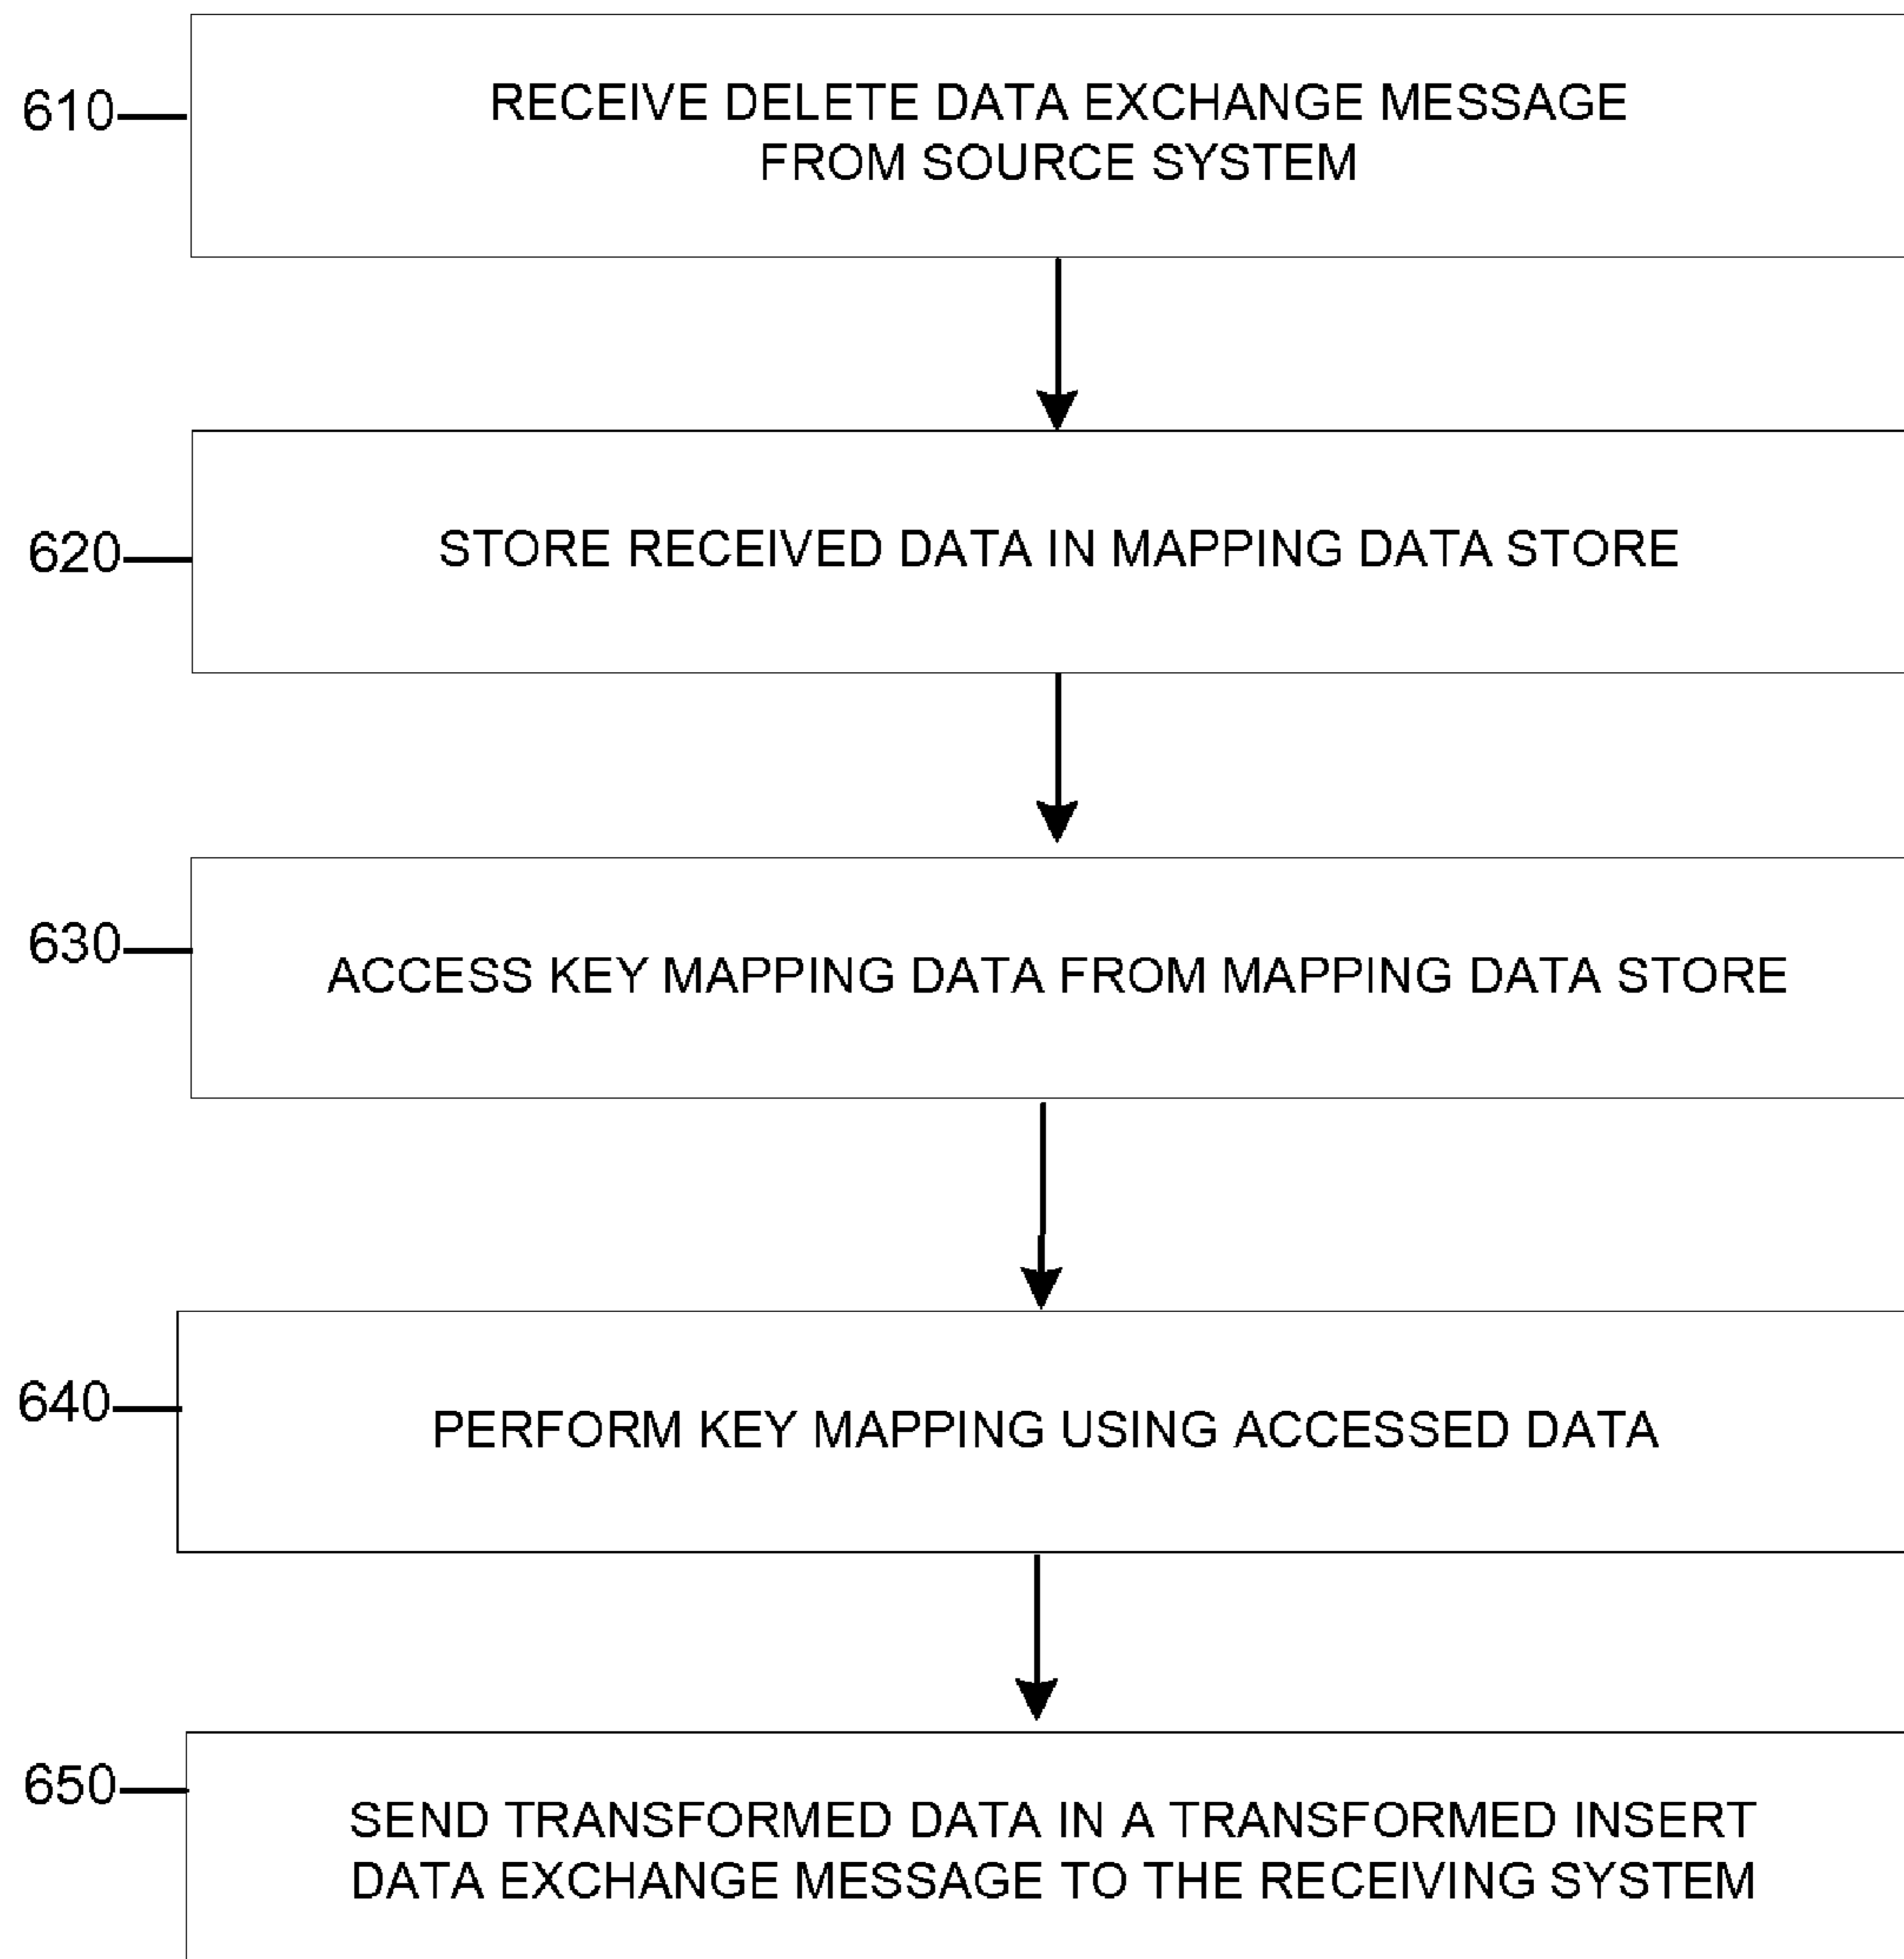 610
RECEIVE DELETE DATA EXCHANGE MESSAGE
FROM SOURCE SYSTEM
620
STORE RECEIVED DATA IN MAPPING DATA STORE
630
ACCESS KEY MAPPING DATA FROM MAPPING DATA STORE
640
PERFORM KEY MAPPING USING ACCESSED DATA
650
SEND TRANSFORMED DATA IN A TRANSFORMED INSERT
DATA EXCHANGE MESSAGE TO THE RECEIVING SYSTEM